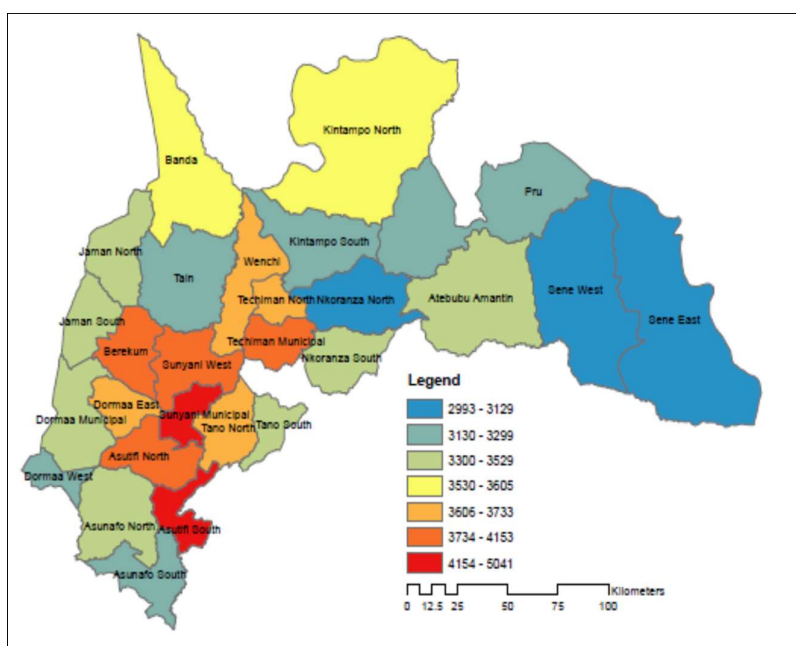 Kintampo North
Banda
Pru
Jaman North
Kintampo South
Wenchi
Tain
Sene West
Techiman North
Nkoranza North
Atebubu Amantin
Jaman South
Sene East
Berekum
Techiman Municipal
Sunyani West
Nkoranza South
Legend
2993 - 3129
3130 - 3299
3300 - 3529
3530 - 3605
3606 - 3733
3734 - 4153
4154 - 5041
Dormaa East
Sunyani Municipal
Dormaa Municipal
Tano North
Tano South
Asutifi North
Dormaa West
Asunafo North
Asutifi South
Asunafo South
Kilometers
0 12.5 25 50 75 100